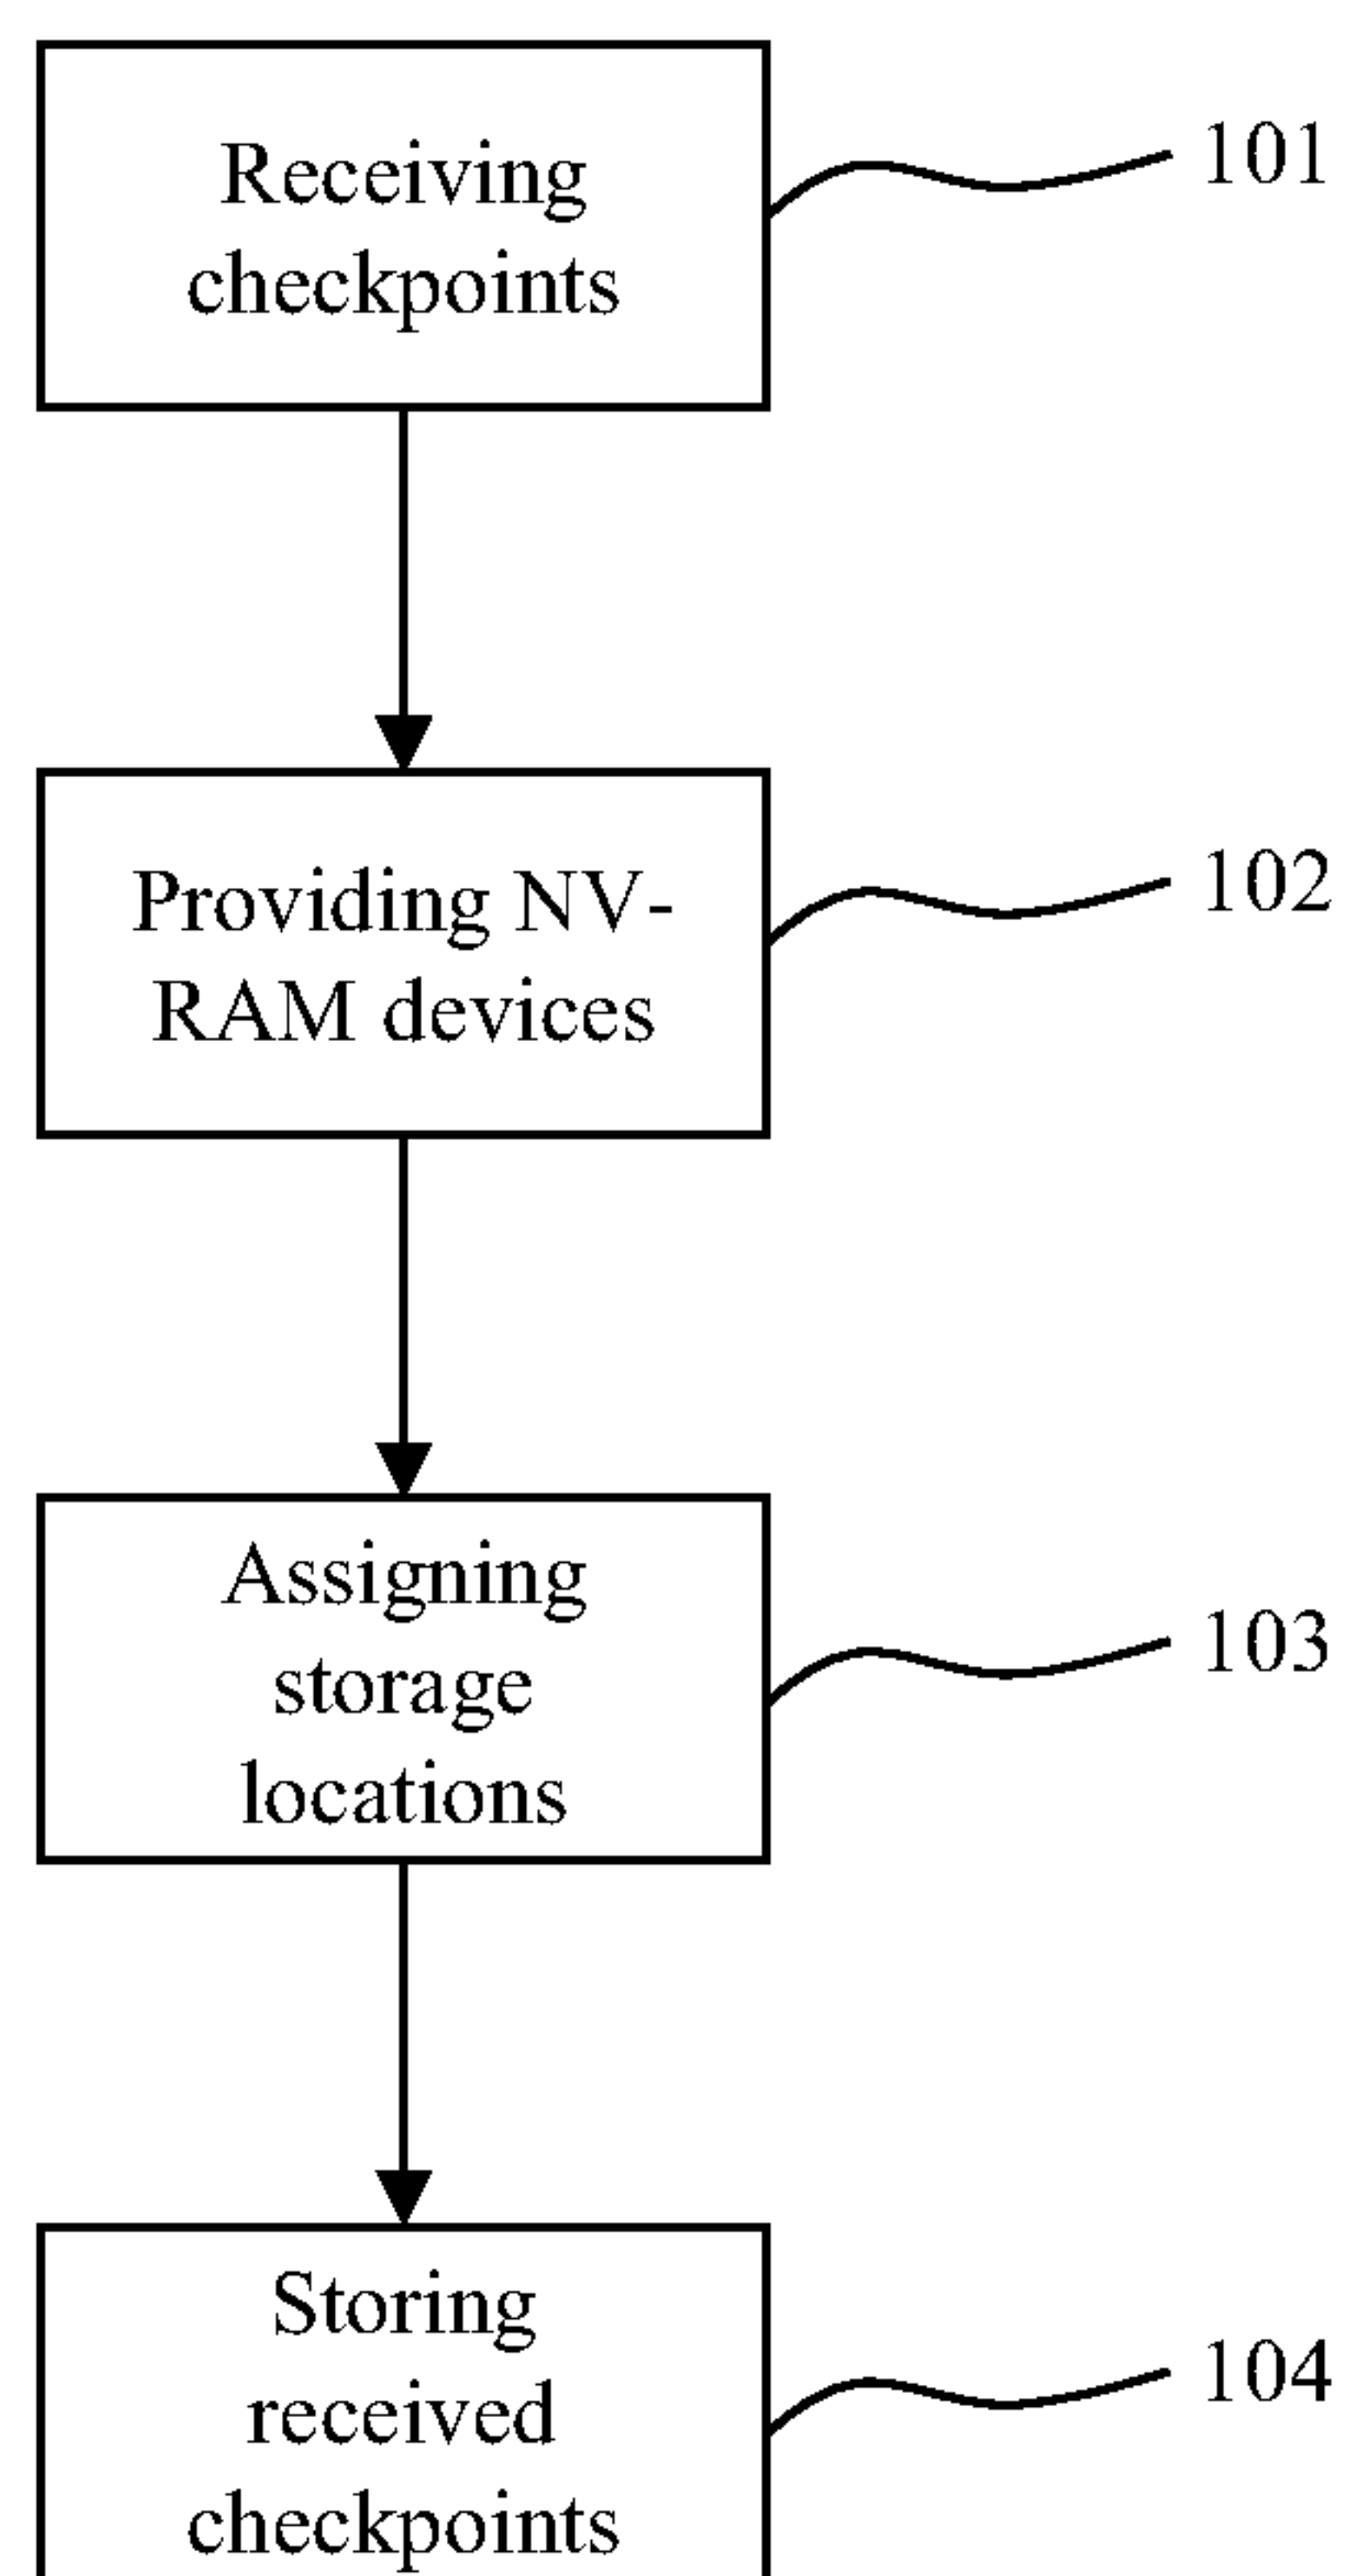 Receiving
checkpoints
101
Providing NV-
RAM devices
102
Assigning
storage
locations
103
Storing
received
checkpoints
104